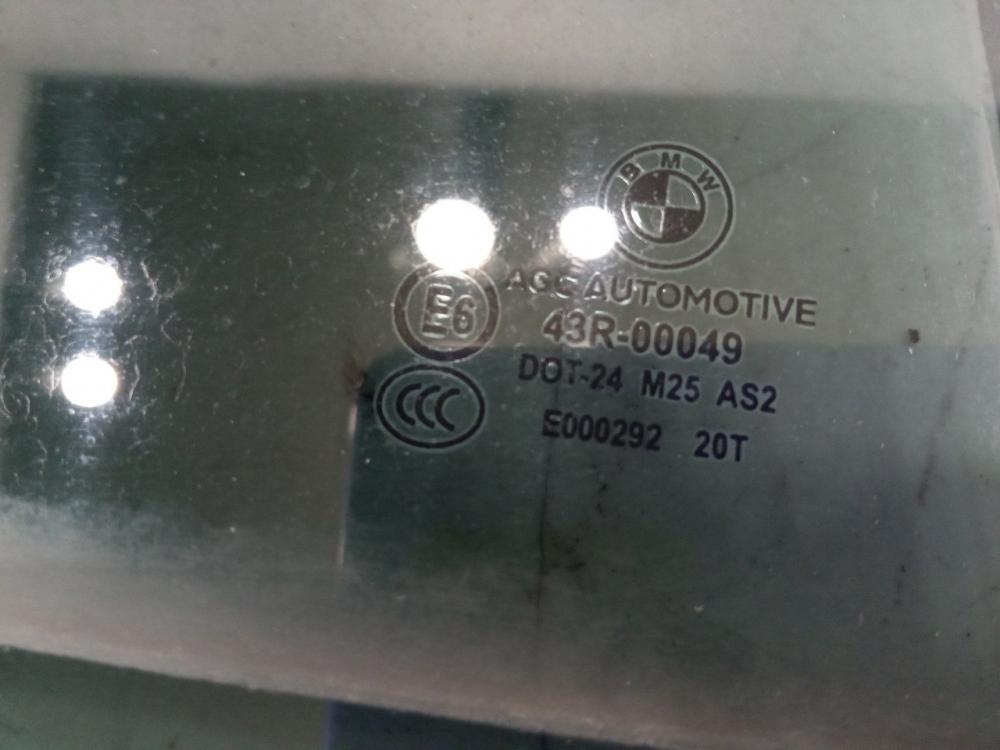 BMW
AGC AUTOMOTIVE
E6
43R-00049
DOT-24 M25 AS2
CCC
E000292 20T